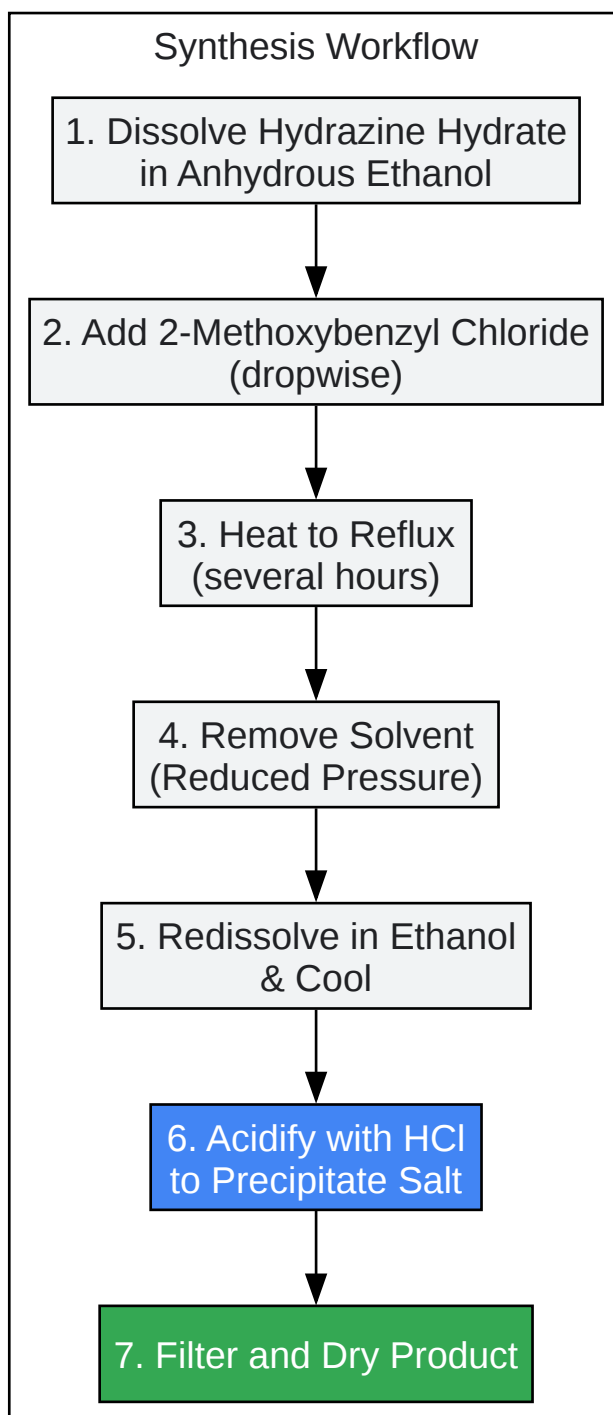 Synthesis Workflow
1. Dissolve Hydrazine Hydrate
in Anhydrous Ethanol
2. Add 2-Methoxybenzyl Chloride
(dropwise)
3. Heat to Reflux
(several hours)
4. Remove Solvent
(Reduced Pressure)
5. Redissolve in Ethanol
& Cool
6. Acidify with HCl
to Precipitate Salt
7. Filter and Dry Product